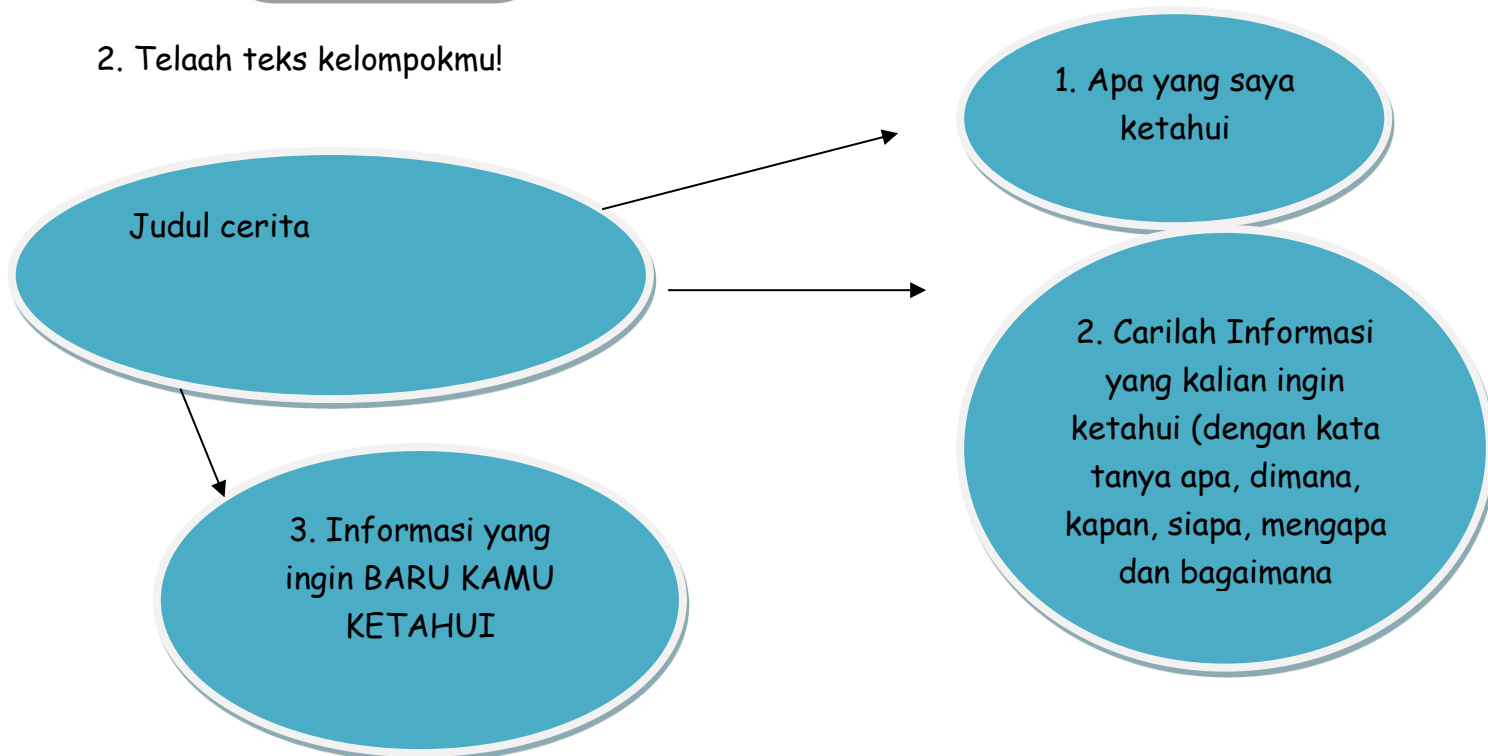 2. Telaah teks kelompokmu!
Judul cerita
1. Apa yang saya
ketahui
2. Carilah Informasi
yang kalian ingin
ketahui (dengan kata
tanya apa, dimana,
kapan, siapa, mengapa
dan bagaimana
3. Informasi yang
ingin BARU KAMU
KETAHUI